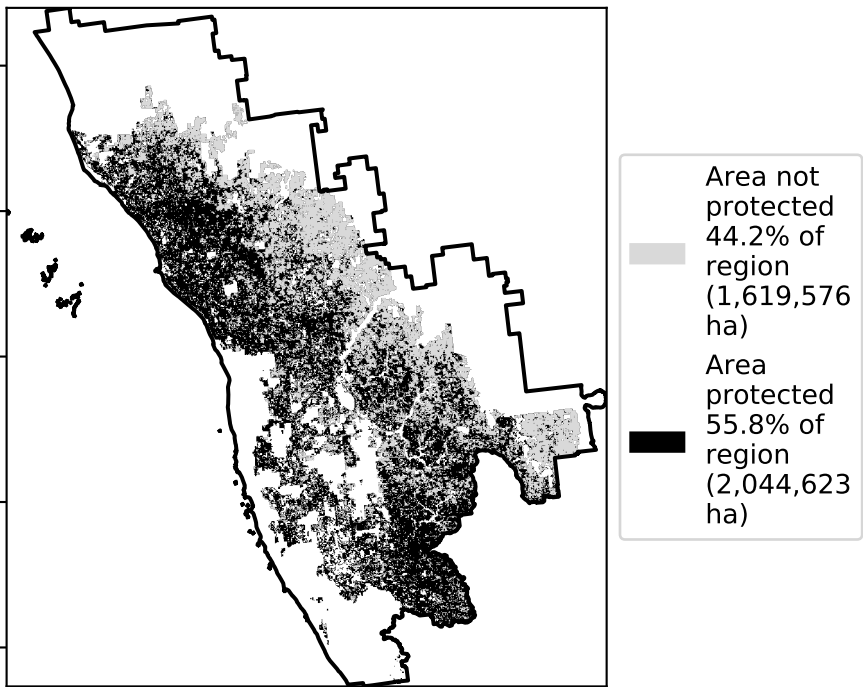 Area not
protected
44.2% of
region
(1,619,576
ha)
Area
protected
55.8% of
region
(2,044,623
ha)